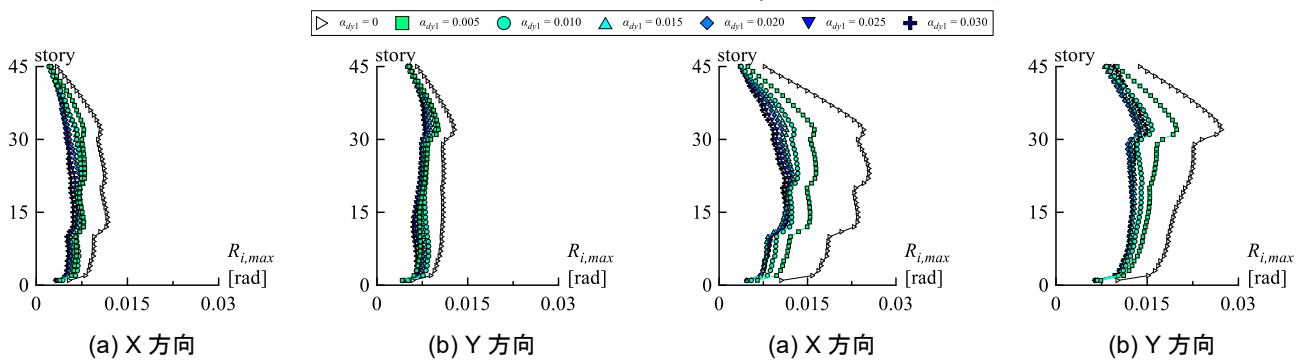 α_dy1 = 0 α_dy1 = 0.005 α_dy1 = 0.010 α_dy1 = 0.015 α_dy1 = 0.020 α_dy1 = 0.025 α_dy1 = 0.030
story story story story
45 45 45 45
30 30 30 30
15 15 15 15
R_i,max R_i,max R_i,max R_i,max
[rad] [rad] [rad] [rad]
0 0 0 0
0 0.015 0.03 0 0.015 0.03 0 0.015 0.03 0 0.015 0.03
(a) X 方向 (b) Y 方向 (a) X 方向 (b) Y 方向